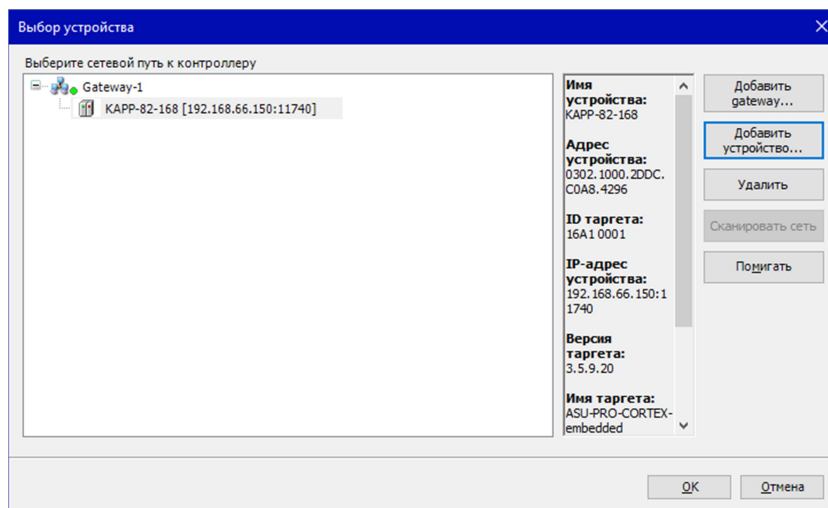 Выбор устройства
Выберите сетевой путь к контроллеру
Gateway-1
KAPP-82-168 [192.168.66.150:11740]
Имя
устройства:
KAPP-82-168
Адрес
устройства:
0302.1000.2DDC.
C0A8.4296
ID таргета:
16A1 0001
IP-адрес
устройства:
192.168.66.150:1
1740
Версия
таргета:
3.5.9.20
Имя таргета:
ASU-PRO-CORTEX-
embedded
Добавить
gateway...
Добавить
устройство...
Удалить
Сканировать сеть
Помигать
OK
Отмена